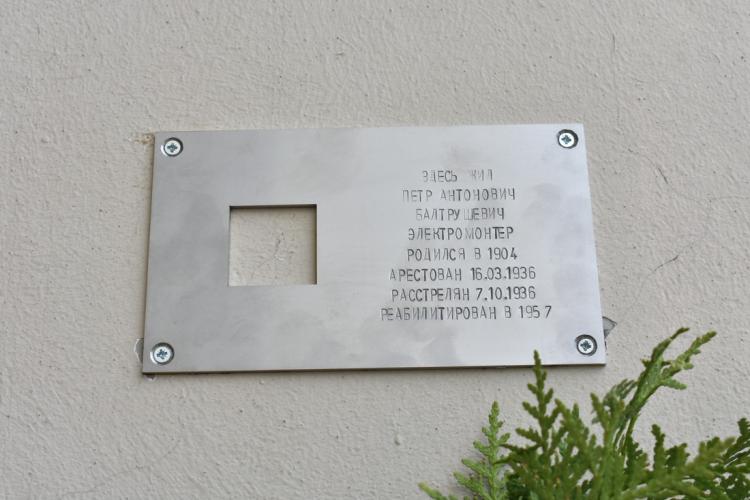 ЗДЕСЬ ЖИЛ
ПЕТР АНТОНОВИЧ
БАЛТРУШЕВИЧ
ЭЛЕКТРОМОНТЕР
РОДИЛСЯ В 1904
АРЕСТОВАН 16.03.1936
РАССТРЕЛЯН 7.10.1936
РЕАБИЛИТИРОВАН В 1957